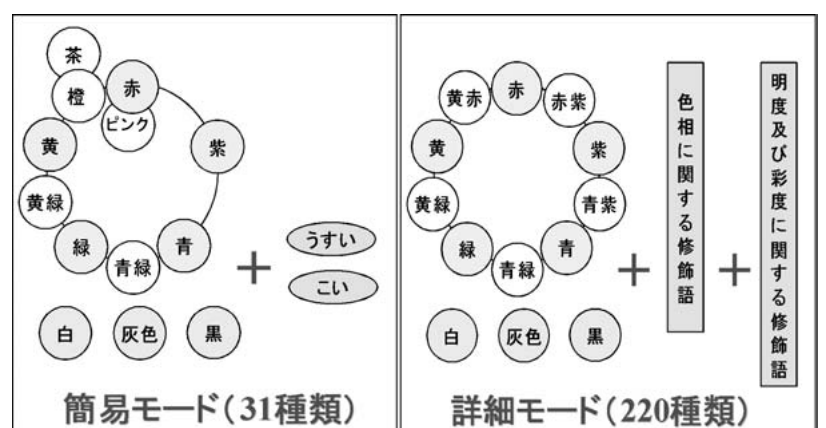 茶
橙
赤
ピンク
黄
紫
黄緑
緑
青緑
青
+
うすい
こい
白
灰色
黒
簡易モード(31種類)
黄赤
赤
赤紫
黄
紫
黄緑
青紫
緑
青緑
青
+
色相に関する修飾語
+
明度及び彩度に関する修飾語
白
灰色
黒
詳細モード(220種類)